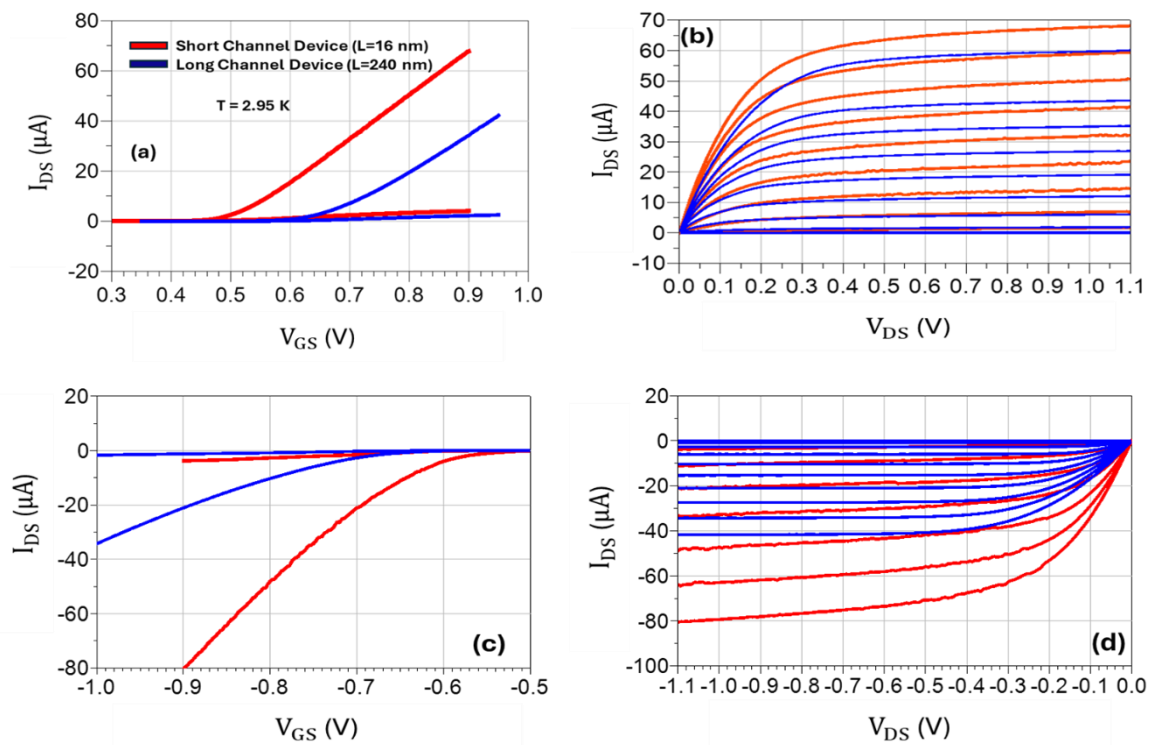 80
60
40
20
0
-20
I_DS (μA)
Short Channel Device (L=16 nm)
Long Channel Device (L=240 nm)
T = 2.95 K
(a)
0.3 0.4 0.5 0.6 0.7 0.8 0.9 1.0
V_GS (V)
70
60
50
40
30
20
10
0
-10
I_DS (μA)
(b)
0.0 0.1 0.2 0.3 0.4 0.5 0.6 0.7 0.8 0.9 1.0 1.1
V_DS (V)
20
0
-20
-40
-60
-80
I_DS (μA)
(c)
-1.0 -0.9 -0.8 -0.7 -0.6 -0.5
V_GS (V)
20
0
-20
-40
-60
-80
-100
I_DS (μA)
(d)
-1.1 -1.0 -0.9 -0.8 -0.7 -0.6 -0.5 -0.4 -0.3 -0.2 -0.1 0.0
V_DS (V)